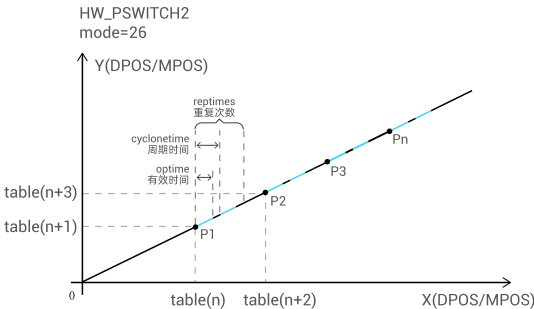 HW_PSWITCH2
mode=26
Y(DPOS/MPOS)
reptimes
重复次数
cyclonetime
周期时间
optime
有效时间
Pn
P3
table(n+3)
P2
table(n+1)
P1
0
table(n)
table(n+2)
X(DPOS/MPOS)